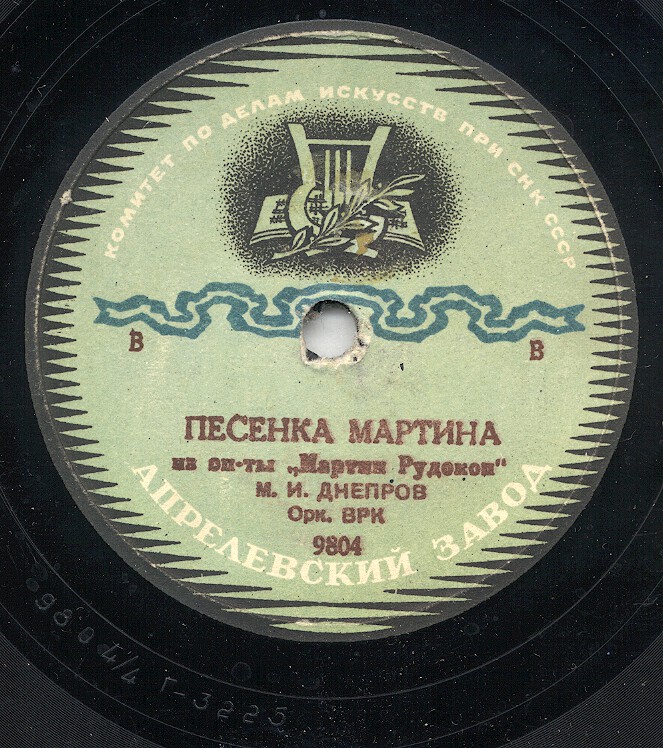 КОМИТЕТ ПО ДЕЛАМ ИСКУССТВ ПРИ СНК СССР
В В
ПЕСЕНКА МАРТИНА
из оп-ты „Мартин Рудокоп"
М. И. ДНЕПРОВ
Орк. ВРК
9804
АПРЕЛЕВСКИЙ ЗАВОД
9804/4 Г-3225